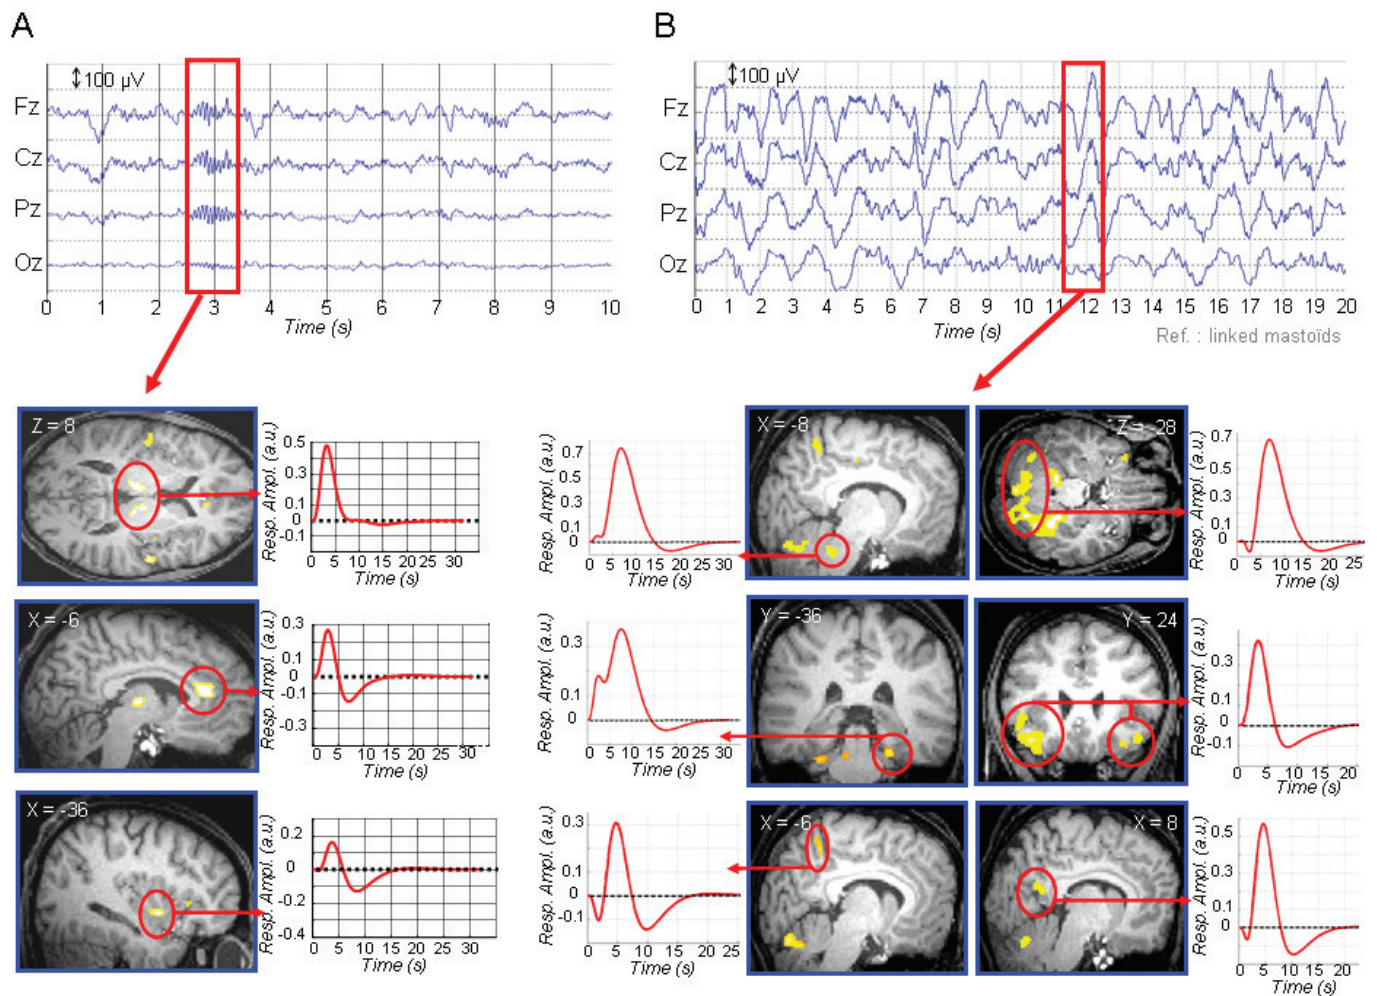 A
B
100 µV
Fz
Cz
Pz
Oz
0 1 2 3 4 5 6 7 8 9 10
Time (s)
100 µV
Fz
Cz
Pz
Oz
0 1 2 3 4 5 6 7 8 9 10 11 12 13 14 15 16 17 18 19 20
Time (s)
Ref. : linked mastoïds
Z = 8
Resp. Ampl. (a.u.)
0.5
0.4
0.3
0.2
0.1
0
-0.1
0 5 10 15 20 25 30
Time (s)
X = -6
Resp. Ampl. (a.u.)
0.3
0.1
0
-0.1
-0.3
0 5 10 15 20 25 30
Time (s)
X = -36
Resp. Ampl. (a.u.)
0.2
0
-0.2
-0.4
0 5 10 15 20 25 30 35
Time (s)
Resp. Ampl. (a.u.)
0.7
0.5
0.3
0.1
0
0 5 10 15 20 25 30
Time (s)
X = -8
Z = -28
Resp. Ampl. (a.u.)
0.7
0.5
0.3
0.1
0
0 5 10 15 20 25
Time (s)
Resp. Ampl. (a.u.)
0.3
0.1
0
0 5 10 15 20 25 30
Time (s)
Y = -36
Y = 24
Resp. Ampl. (a.u.)
0.3
0.1
0
-0.1
0 5 10 15 20
Time (s)
Resp. Ampl. (a.u.)
0.3
0.1
0
-0.1
0 5 10 15 20 25
Time (s)
X = -6
X = 8
Resp. Ampl. (a.u.)
0.5
0.3
0.1
0
-0.1
0 5 10 15 20
Time (s)